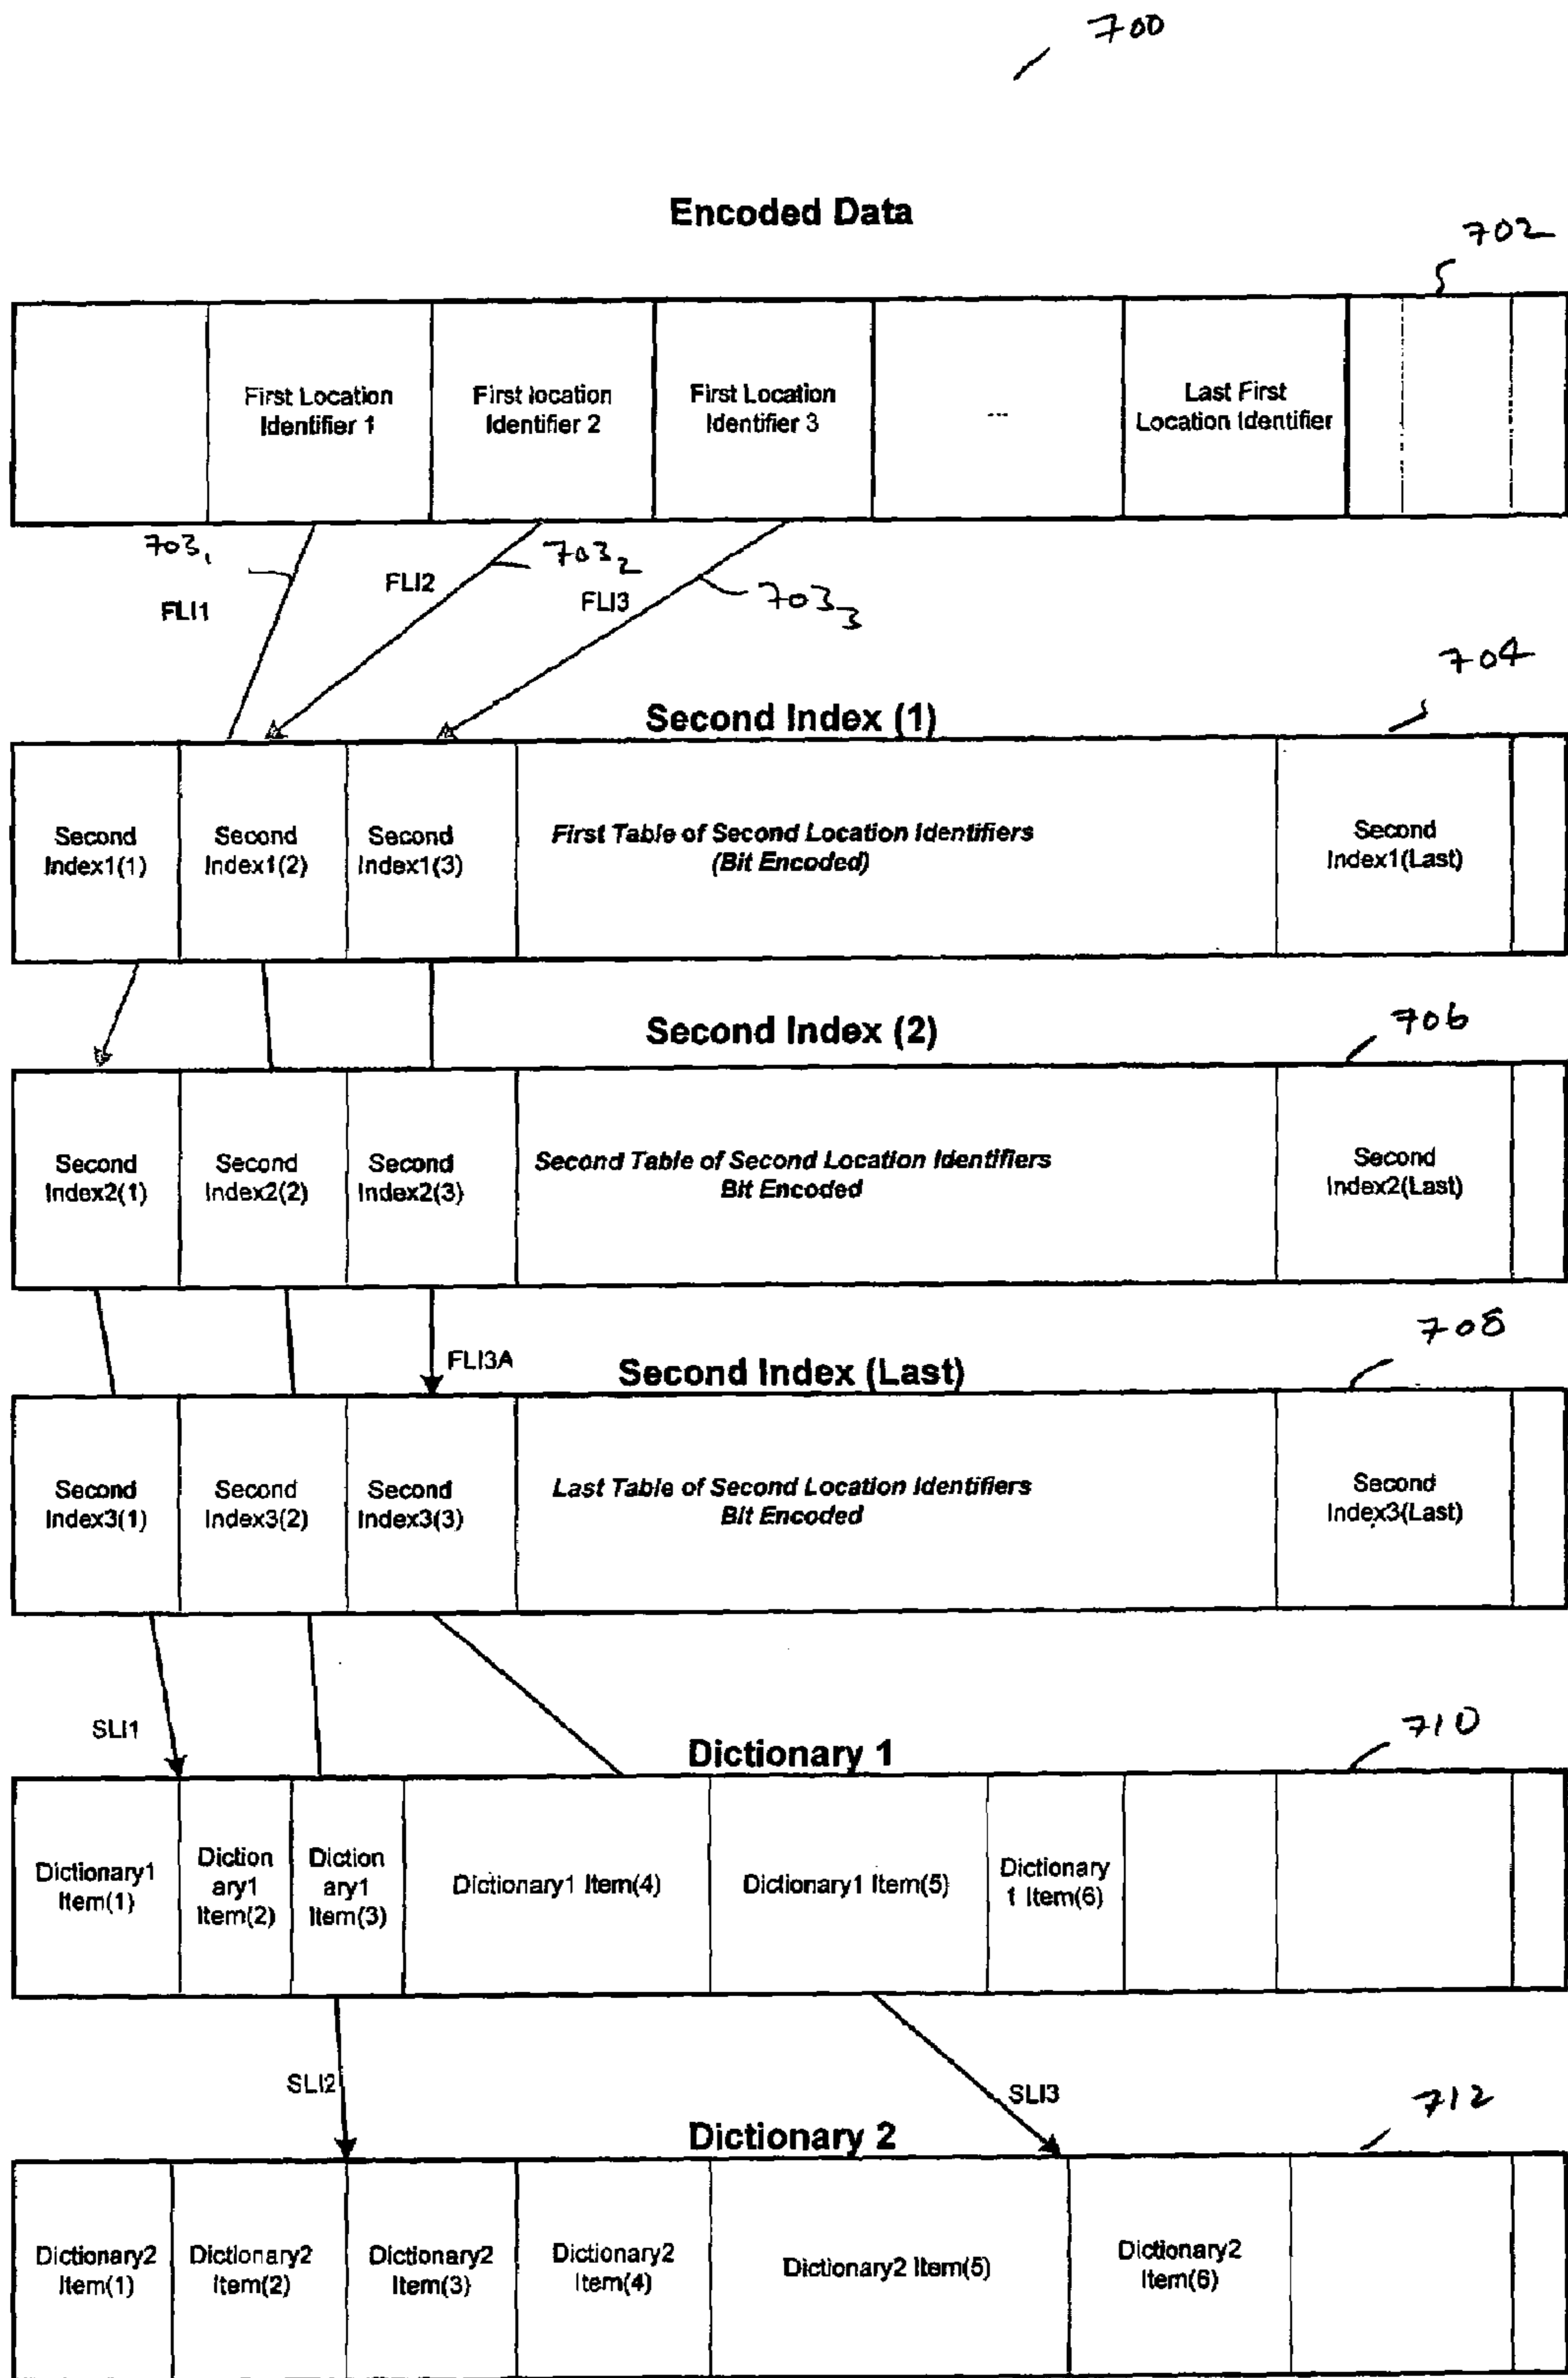 700
Encoded Data
702
First Location
Identifier 1
First location
Identifier 2
First Location
Identifier 3
...
Last First
Location Identifier
703₁
FLI1
FLI2
703₂
FLI3
703₃
704
Second Index (1)
Second
Index1(1)
Second
Index1(2)
Second
Index1(3)
First Table of Second Location Identifiers
(Bit Encoded)
Second
Index1(Last)
Second Index (2)
706
Second
Index2(1)
Second
Index2(2)
Second
Index2(3)
Second Table of Second Location Identifiers
Bit Encoded
Second
Index2(Last)
FLI3A
Second Index (Last)
708
Second
Index3(1)
Second
Index3(2)
Second
Index3(3)
Last Table of Second Location Identifiers
Bit Encoded
Second
Index3(Last)
SLI1
Dictionary 1
710
Dictionary1
Item(1)
Diction
ary1
Item(2)
Diction
ary1
Item(3)
Dictionary1 Item(4)
Dictionary1 Item(5)
Dictionary
1 Item(6)
SLI2
SLI3
Dictionary 2
712
Dictionary2
Item(1)
Dictionary2
Item(2)
Dictionary2
Item(3)
Dictionary2
Item(4)
Dictionary2 Item(5)
Dictionary2
Item(6)